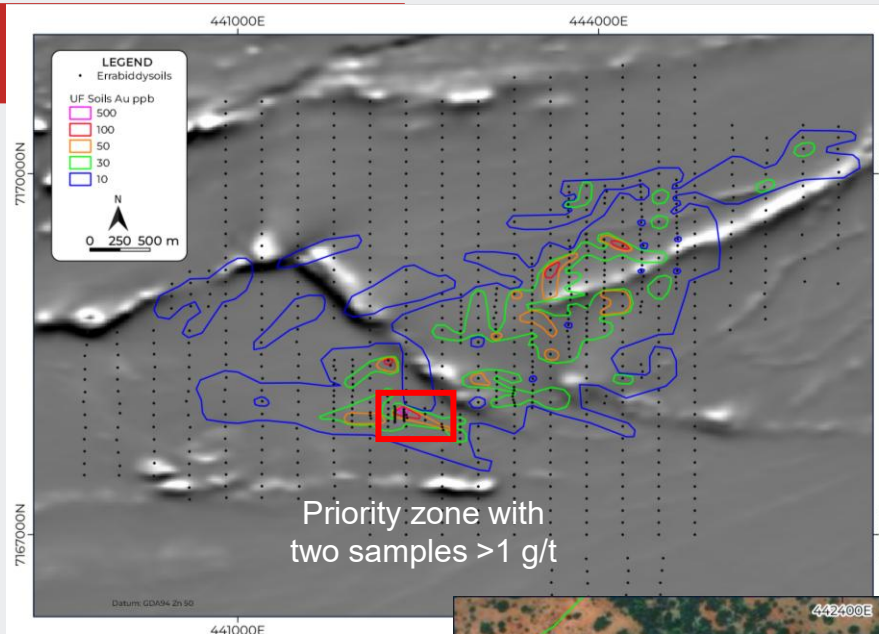 441000E
444000E
LEGEND
Errabiddysoils
UF Soils Au ppb
500
100
50
30
10
N
0 250 500 m
7170000N
7167000N
Priority zone with
two samples >1 g/t
Datum: GDA94 Zn 50
442400E
441000E